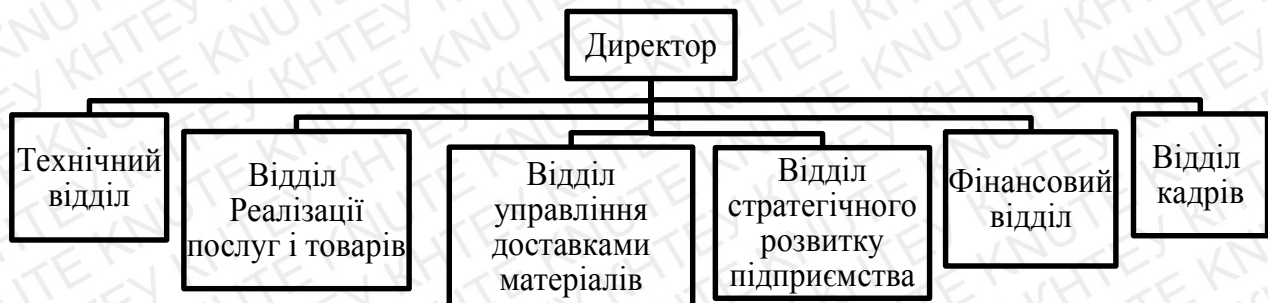 Директор
Технічний
відділ
Відділ
Реалізації
послуг і товарів
Відділ
управління
доставками
матеріалів
Відділ
стратегічного
розвитку
підприємства
Фінансовий
відділ
Відділ
кадрів